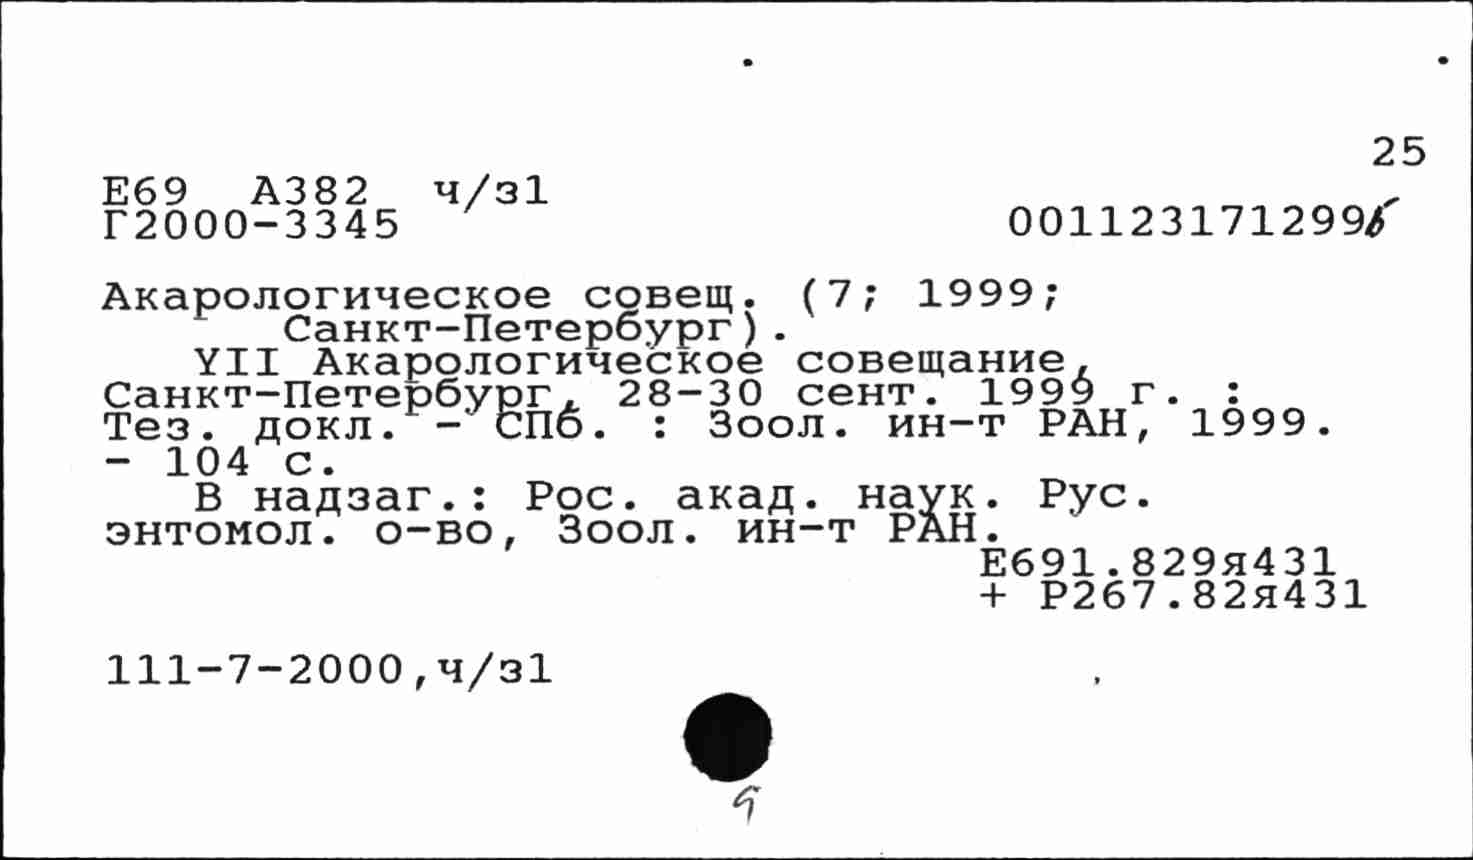 25
Е69 А382 ч/з1
Г2000-3345
001123171299б
Акарологическое совещ. (7; 1999;
Санкт-Петербург).
YII Акарологическое совещание,
Санкт-Петербург, 28-30 сент. 1999 г. :
Тез. докл. - СПб. : Зоол. ин-т РАН, 1999.
- 104 с.
В надзаг.: Рос. акад. наук. Рус.
энтомол. о-во, Зоол. ин-т РАН.
Е691.829я431
+ Р267.82я431
111-7-2000,ч/з1